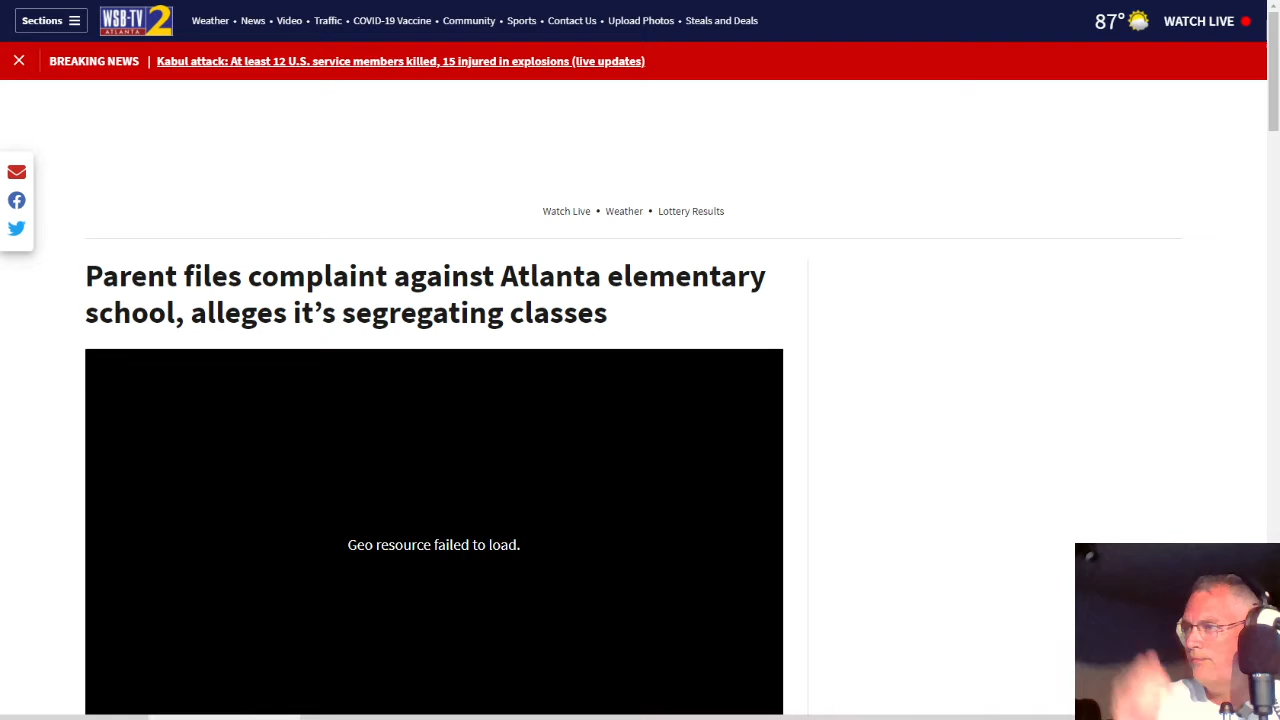 Sections
WSB-TV 2
ATLANTA
Weather • News • Video • Traffic • COVID-19 Vaccine • Community • Sports • Contact Us • Upload Photos • Steals and Deals
87°
WATCH LIVE
BREAKING NEWS | Kabul attack: At least 12 U.S. service members killed, 15 injured in explosions (live updates)
Watch Live • Weather • Lottery Results
Parent files complaint against Atlanta elementary
school, alleges it’s segregating classes
Geo resource failed to load.